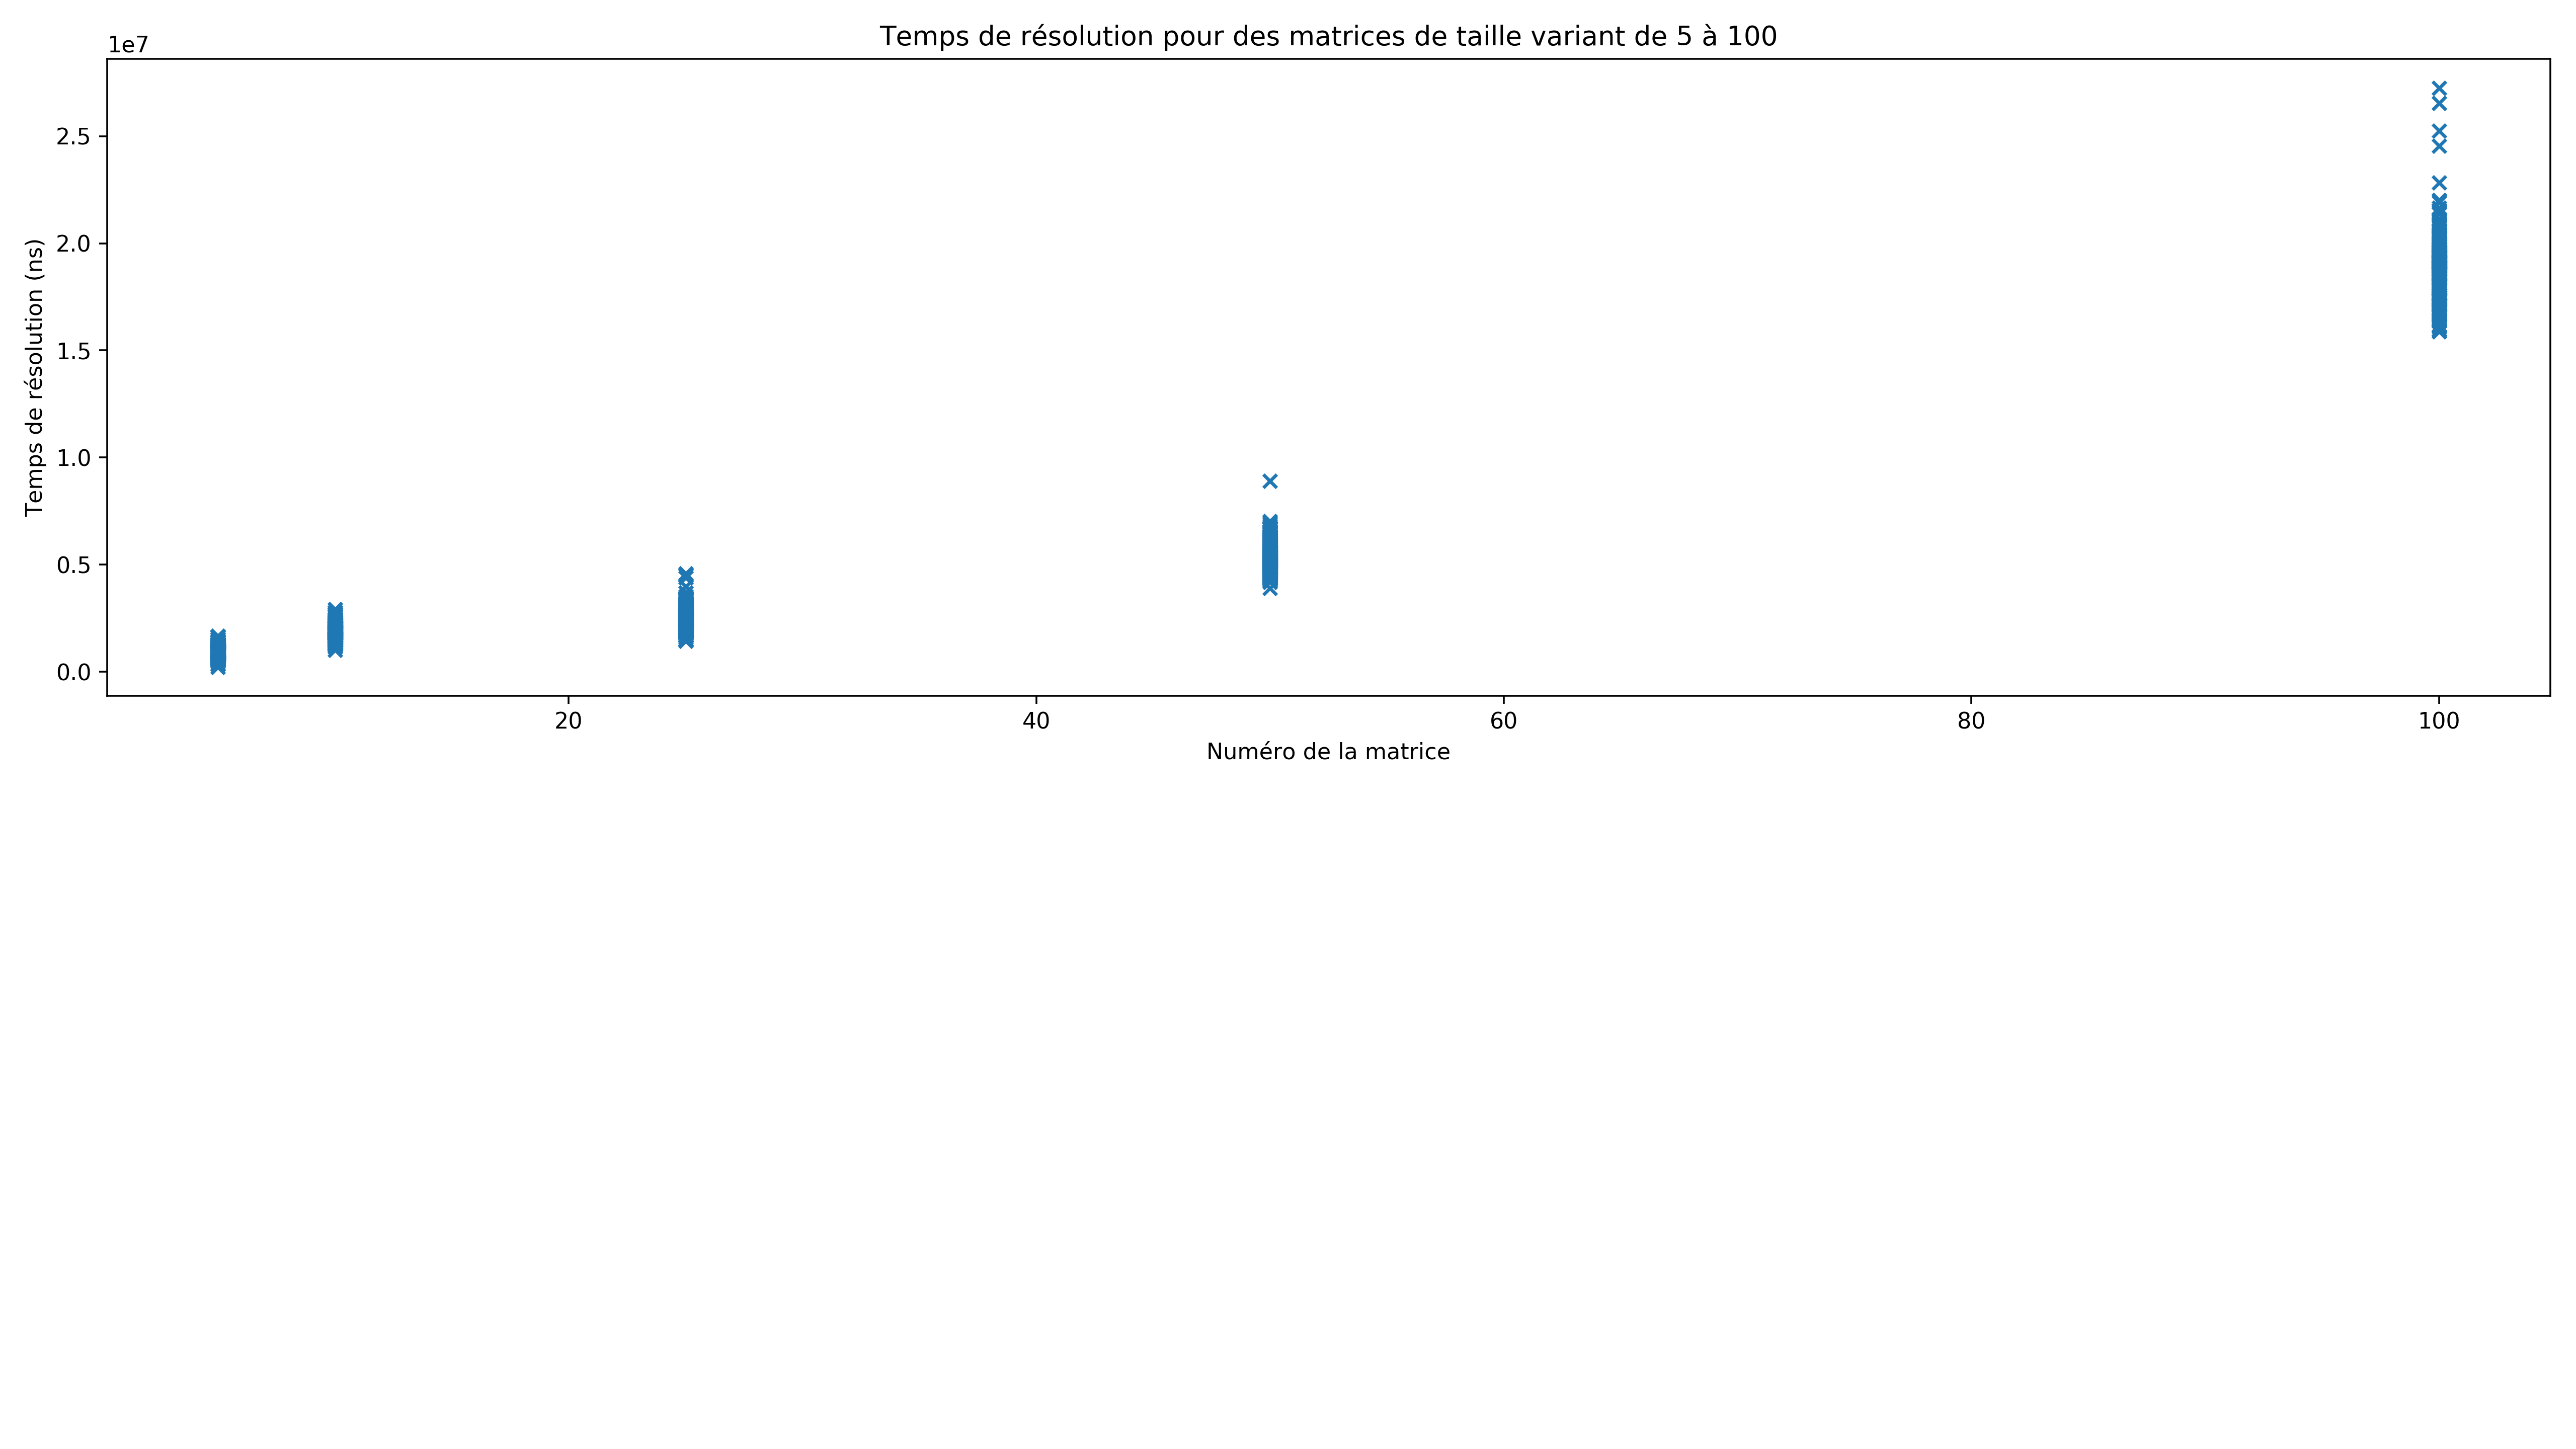 Temps de résolution pour des matrices de taille variant de 5 à 100
1e7
2.5
2.0
1.5
1.0
0.5
0.0
Temps de résolution (ns)
20 40 60 80 100
Numéro de la matrice